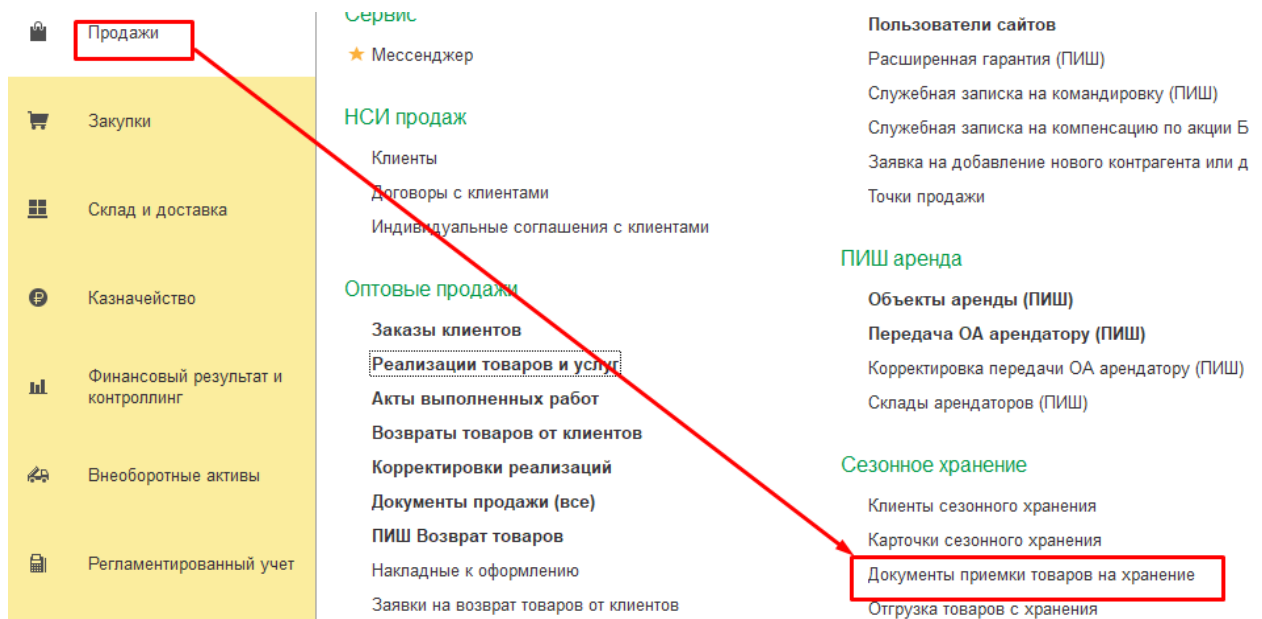 Продажи
Закупки
Склад и доставка
Казначейство
Финансовый результат и
контроллинг
Внеоборотные активы
Регламентированный учет
Сервис
Мессенджер
НСИ продаж
Клиенты
Договоры с клиентами
Индивидуальные соглашения с клиентами
Оптовые продажи
Заказы клиентов
Реализации товаров и услуг
Акты выполненных работ
Возвраты товаров от клиентов
Корректировки реализаций
Документы продажи (все)
ПИШ Возврат товаров
Накладные к оформлению
Заявки на возврат товаров от клиентов
Пользователи сайтов
Расширенная гарантия (ПИШ)
Служебная записка на командировку (ПИШ)
Служебная записка на компенсацию по акции Б
Заявка на добавление нового контрагента или д
Точки продажи
ПИШ аренда
Объекты аренды (ПИШ)
Передача ОА арендатору (ПИШ)
Корректировка передачи ОА арендатору (ПИШ)
Склады арендаторов (ПИШ)
Сезонное хранение
Клиенты сезонного хранения
Карточки сезонного хранения
Документы приемки товаров на хранение
Отгрузка товаров с хранения